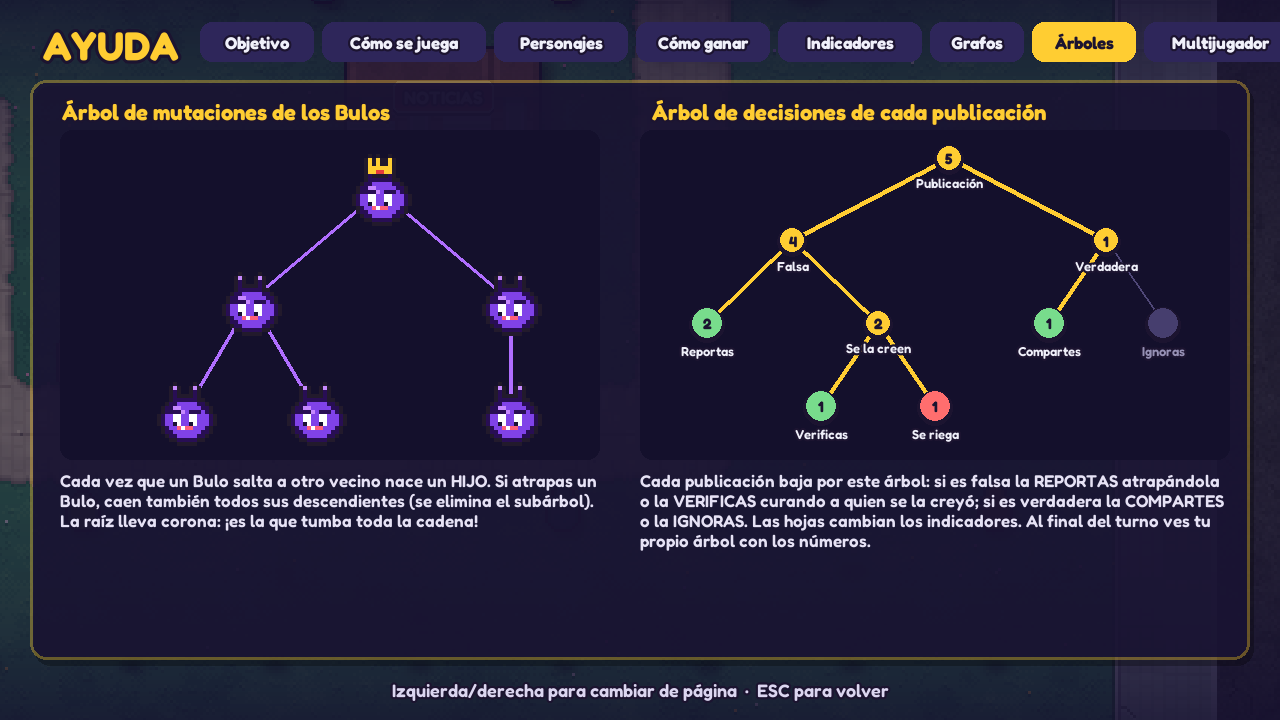 AYUDA
Objetivo
Cómo se juega
Personajes
Cómo ganar
Indicadores
Grafos
Árboles
Multijugador
NOTICIAS
Árbol de mutaciones de los Bulos
Árbol de decisiones de cada publicación
5
Publicación
4
Falsa
1
Verdadera
2
Reportas
2
Se la creen
1
Compartes
Ignoras
1
Verificas
1
Se riega
Cada vez que un Bulo salta a otro vecino nace un HIJO. Si atrapas un
Bulo, caen también todos sus descendientes (se elimina el subárbol).
La raíz lleva corona: ¡es la que tumba toda la cadena!
Cada publicación baja por este árbol: si es falsa la REPORTAS atrapándola
o la VERIFICAS curando a quien se la creyó; si es verdadera la COMPARTES
o la IGNORAS. Las hojas cambian los indicadores. Al final del turno ves tu
propio árbol con los números.
Izquierda/derecha para cambiar de página · ESC para volver